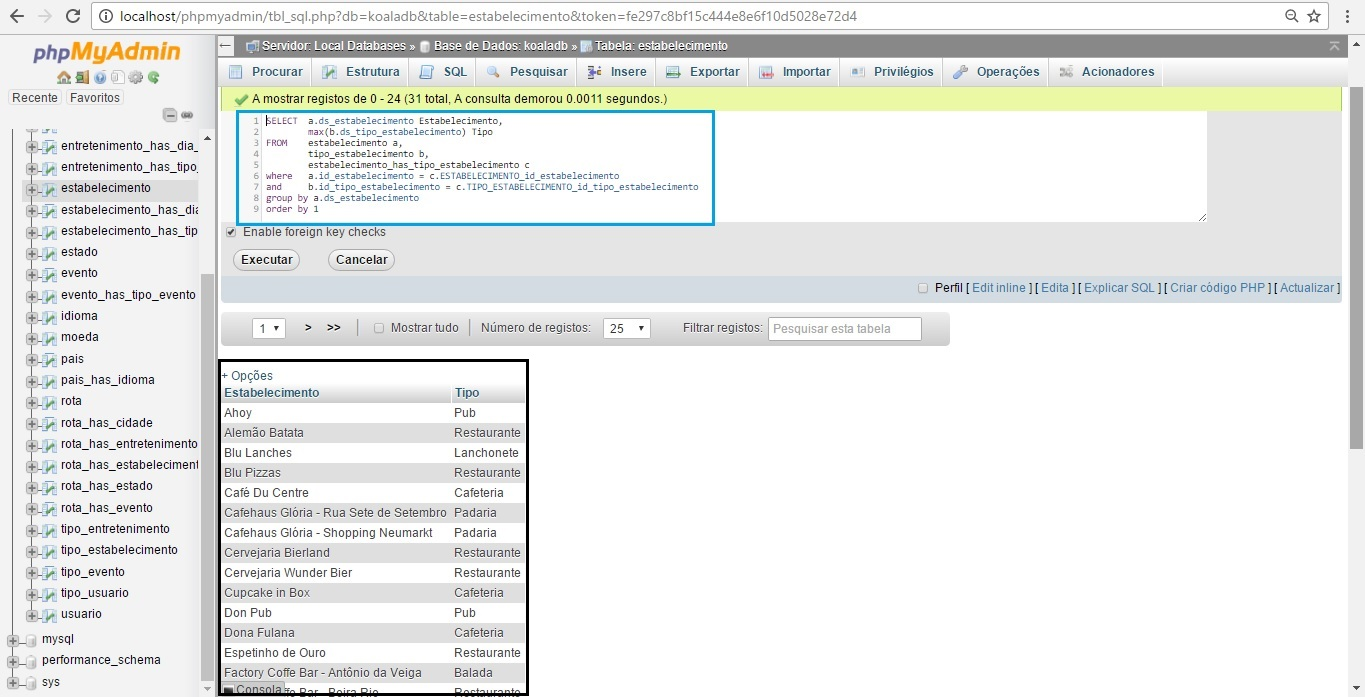 localhost/phpmyadmin/tbl_sql.php?db=koaladb&table=estabelecimento&token=fe297c8bf15c444e8e6f10d5028e72d4
phpMyAdmin
Recente Favoritos
entretenimento_has_dia_
entretenimento_has_tipo_
estabelecimento
estabelecimento_has_dia
estabelecimento_has_tip
estado
evento
evento_has_tipo_evento
idioma
moeda
pais
pais_has_idioma
rota
rota_has_cidade
rota_has_entretenimento
rota_has_estabeleciment
rota_has_estado
rota_has_evento
tipo_entretenimento
tipo_estabelecimento
tipo_evento
tipo_usuario
usuario
mysql
performance_schema
sys
Servidor: Local Databases » Base de Dados: koaladb » Tabela: estabelecimento
Procurar Estrutura SQL Pesquisar Insere Exportar Importar Privilégios Operações Acionadores
A mostrar registos de 0 - 24 (31 total, A consulta demorou 0.0011 segundos.)
1 SELECT a.ds_estabelecimento Estabelecimento,
2 max(b.ds_tipo_estabelecimento) Tipo
3 FROM estabelecimento a,
4 tipo_estabelecimento b,
5 estabelecimento_has_tipo_estabelecimento c
6 where a.id_estabelecimento = c.ESTABELECIMENTO_id_estabelecimento
7 and b.id_tipo_estabelecimento = c.TIPO_ESTABELECIMENTO_id_tipo_estabelecimento
8 group by a.ds_estabelecimento
9 order by 1
Enable foreign key checks
Executar Cancelar
Perfil [ Edit inline ] [ Edita ] [ Explicar SQL ] [ Criar código PHP ] [ Actualizar ]
1 > >> Mostrar tudo Número de registos: 25 Filtrar registos: Pesquisar esta tabela
+ Opções
Estabelecimento Tipo
Ahoy Pub
Alemão Batata Restaurante
Blu Lanches Lanchonete
Blu Pizzas Restaurante
Café Du Centre Cafeteria
Cafehaus Glória - Rua Sete de Setembro Padaria
Cafehaus Glória - Shopping Neumarkt Padaria
Cervejaria Bierland Restaurante
Cervejaria Wunder Bier Restaurante
Cupcake in Box Cafeteria
Don Pub Pub
Dona Fulana Cafeteria
Espetinho de Ouro Restaurante
Factory Coffe Bar - Antônio da Veiga Balada
Consola Bar - Beira Rio Restaurante